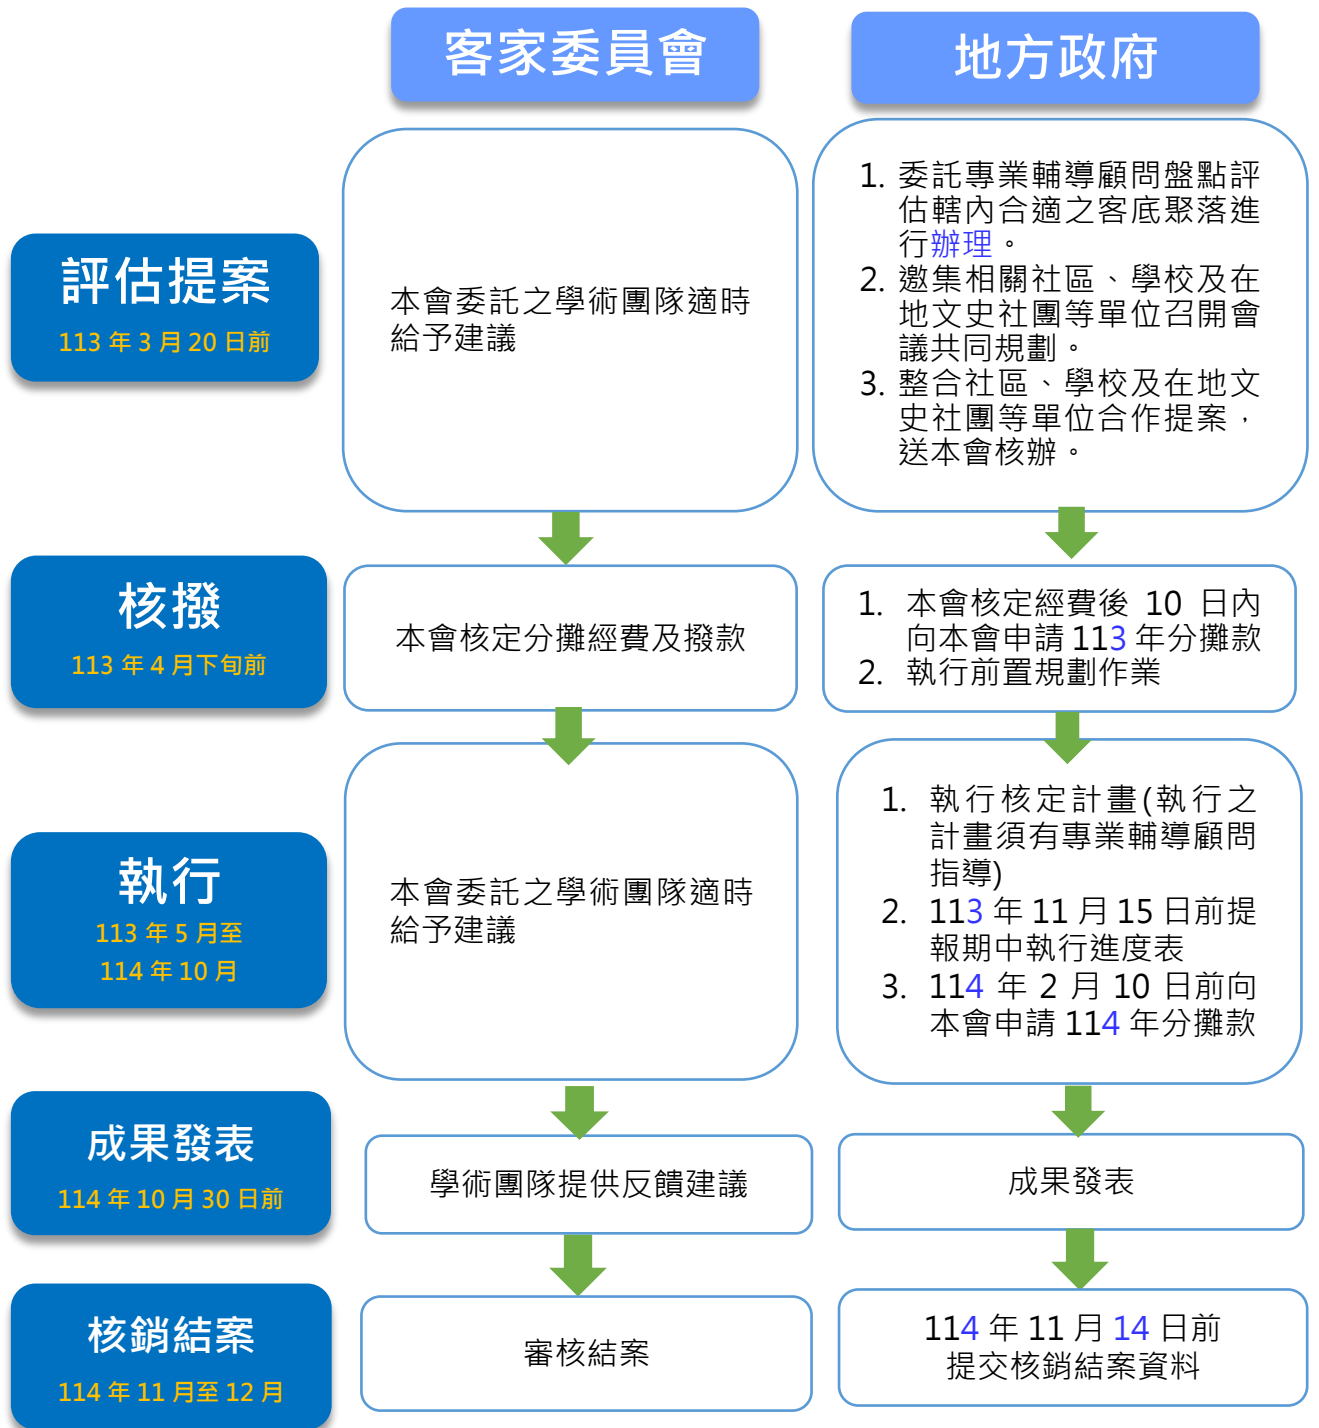 客家委員會
地方政府
評估提案
113 年 3 月 20 日前
本會委託之學術團隊適時
給予建議
1. 委託專業輔導顧問盤點評
估轄內合適之客底聚落進
行辦理。
2. 邀集相關社區、學校及在
地文史社團等單位召開會
議共同規劃。
3. 整合社區、學校及在地文
史社團等單位合作提案，
送本會核辦。
核撥
113 年 4 月下旬前
本會核定分攤經費及撥款
1. 本會核定經費後 10 日內
向本會申請 113 年分攤款
2. 執行前置規劃作業
執行
113 年 5 月至
114 年 10 月
本會委託之學術團隊適時
給予建議
1. 執行核定計畫(執行之
計畫須有專業輔導顧問
指導)
2. 113 年 11 月 15 日前提
報期中執行進度表
3. 114 年 2 月 10 日前向
本會申請 114 年分攤款
成果發表
114 年 10 月 30 日前
學術團隊提供反饋建議
成果發表
核銷結案
114 年 11 月至 12 月
審核結案
114 年 11 月 14 日前
提交核銷結案資料